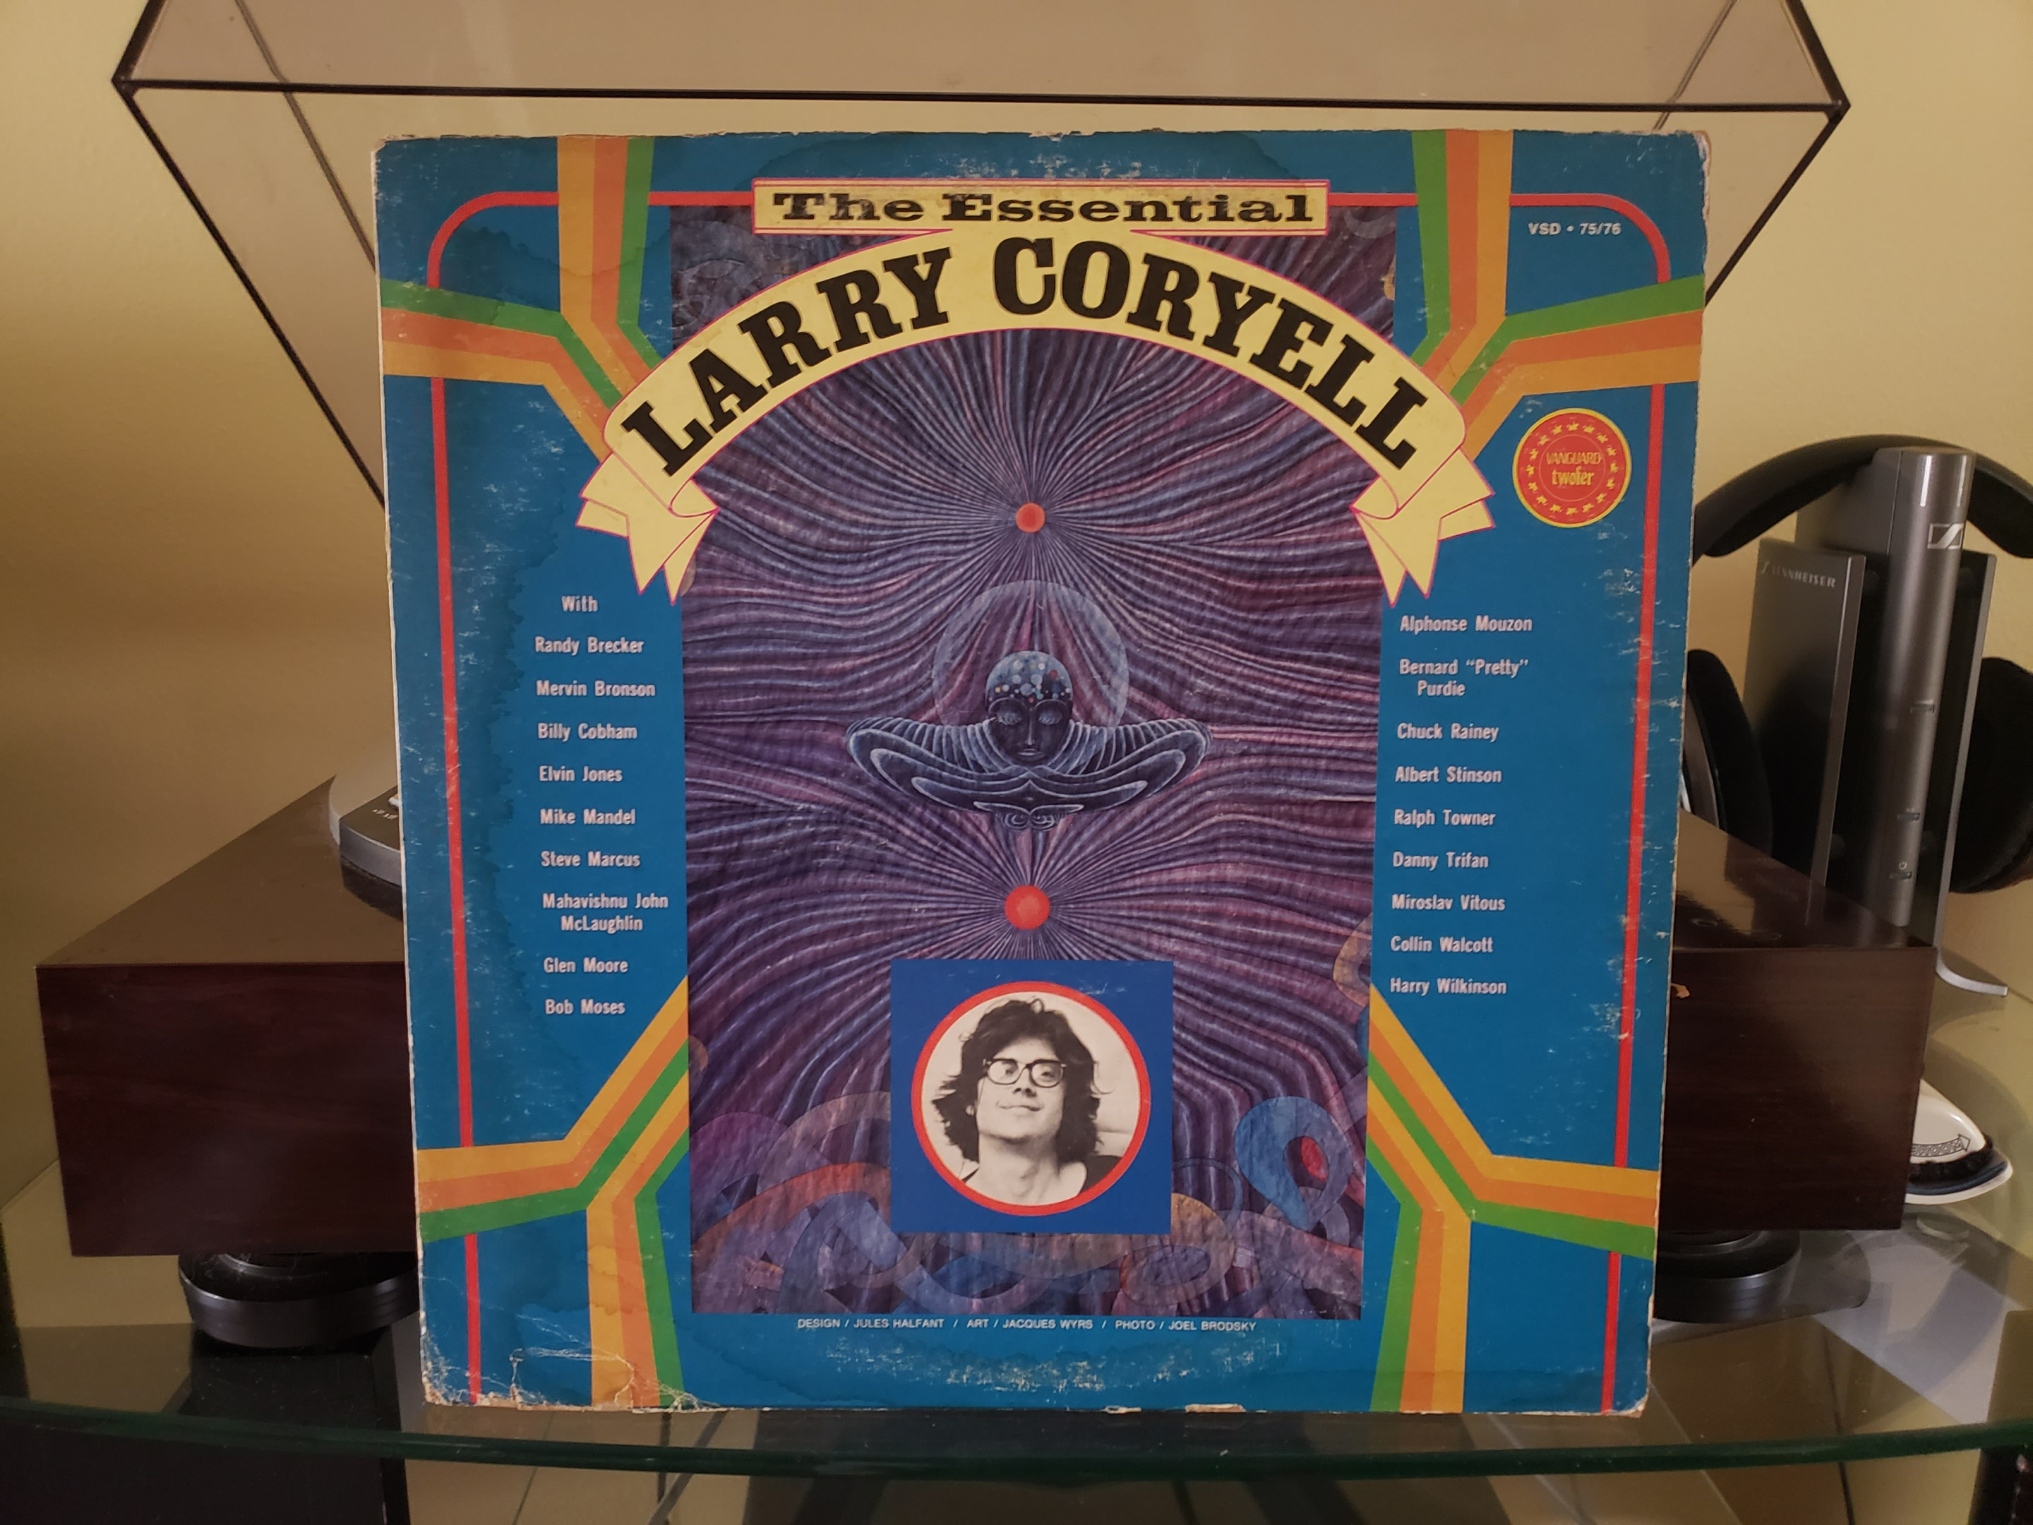 The Essential
LARRY CORYELL
VSD • 75/76
VANGUARD
twofer
With
Randy Brecker
Mervin Bronson
Billy Cobham
Elvin Jones
Mike Mandel
Steve Marcus
Mahavishnu John
McLaughlin
Glen Moore
Bob Moses
Alphonse Mouzon
Bernard “Pretty”
Purdie
Chuck Rainey
Albert Stinson
Ralph Towner
Danny Trifan
Miroslav Vitous
Collin Walcott
Harry Wilkinson
DESIGN / JULES HALFANT / ART / JACQUES WYRS / PHOTO / JOEL BRODSKY
SENNHEISER